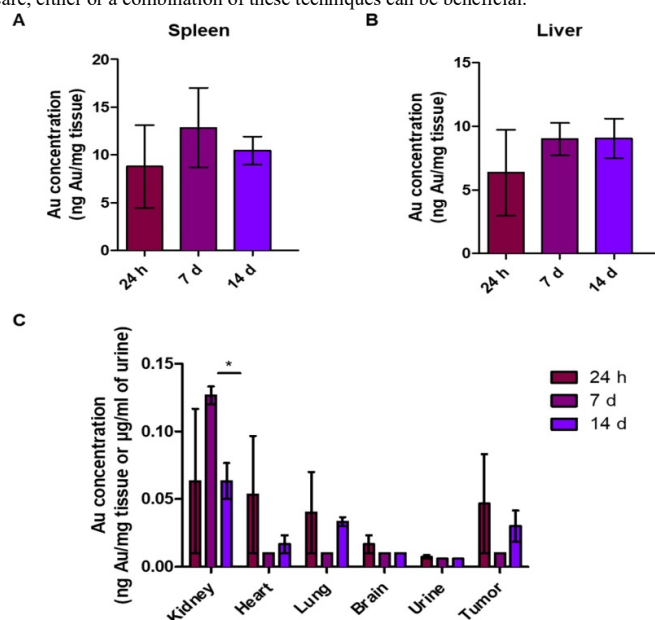 care, either or a combination of these techniques can be beneficial.
A
Spleen
Au concentration
(ng Au/mg tissue)
20
15
10
5
0
24 h
7 d
14 d
B
Liver
Au concentration
(ng Au/mg tissue)
15
10
5
0
24 h
7 d
14 d
C
Au concentration
(ng Au/mg tissue or µg/ml of urine)
0.15
0.10
0.05
0.00
*
Kidney
Heart
Lung
Brain
Urine
Tumor
24 h
7 d
14 d